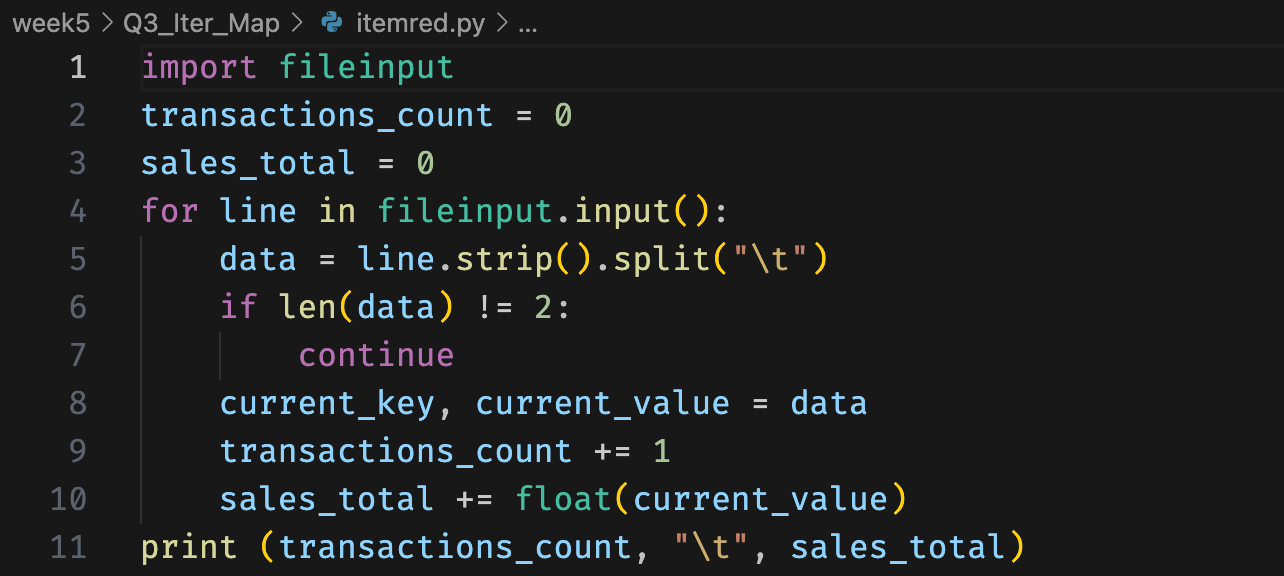 week5 > Q3_Iter_Map > itemred.py > ...
1 import fileinput
2 transactions_count = 0
3 sales_total = 0
4 for line in fileinput.input():
5     data = line.strip().split("\t")
6     if len(data) != 2:
7         continue
8     current_key, current_value = data
9     transactions_count += 1
10     sales_total += float(current_value)
11 print (transactions_count, "\t", sales_total)